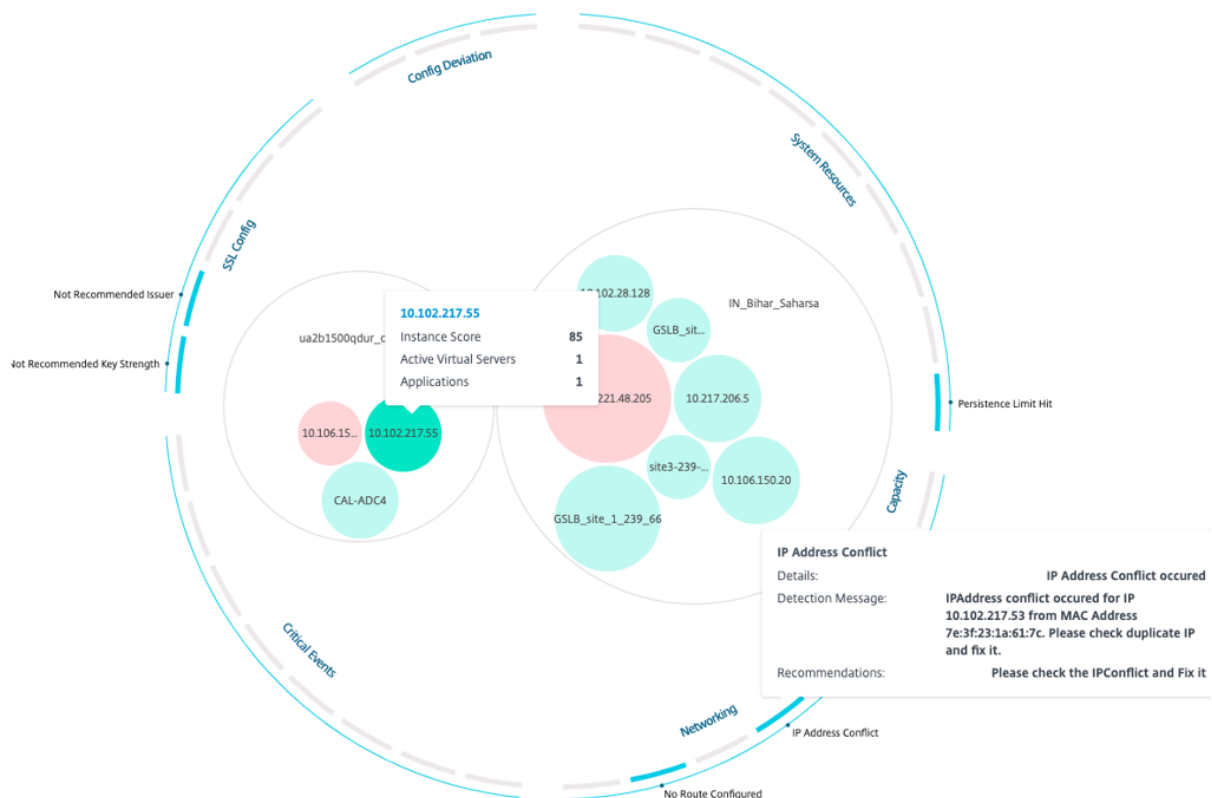 Config Deviation
System Resources
SSL Config
Not Recommended Issuer
Not Recommended Key Strength
10.102.28.128
IN_Bihar_Saharsa
GSLB_sit...
10.102.217.55
Instance Score 85
Active Virtual Servers 1
Applications 1
ua2b1500qdur_c
221.48.205
10.217.206.5
Persistence Limit Hit
10.106.15...
10.102.217.55
site3-239-...
10.106.150.20
CAL-ADC4
GSLB_site_1_239_66
Capacity
IP Address Conflict
Details: IP Address Conflict occured
Detection Message: IPAddress conflict occured for IP
10.102.217.53 from MAC Address
7e:3f:23:1a:61:7c. Please check duplicate IP
and fix it.
Recommendations: Please check the IPConflict and Fix it
Critical Events
Networking
IP Address Conflict
No Route Configured